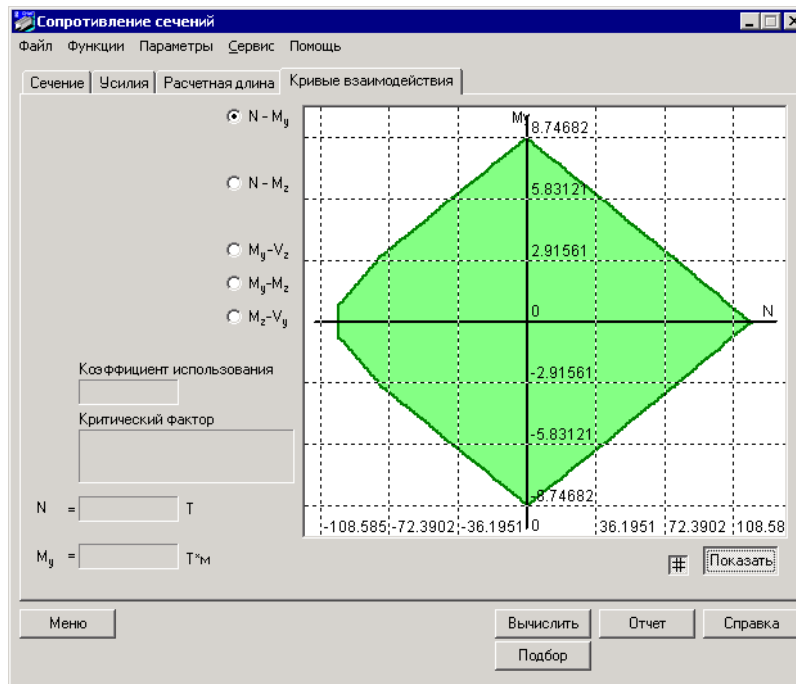 Сопротивление сечений
Файл Функции Параметры Сервис Помощь
Сечение Усилия Расчетная длина Кривые взаимодействия
N - My
N - Mz
My-Vz
My-Mz
Mz-Vy
My
8.74682
5.83121
2.91561
0
N
-2.91561
-5.83121
-8.74682
-108.585 -72.3902 -36.1951 0 36.1951 72.3902 108.58
Коэффициент использования
Критический фактор
N = Т
My = Т*м
Показать
Меню Вычислить Отчет Справка
Подбор